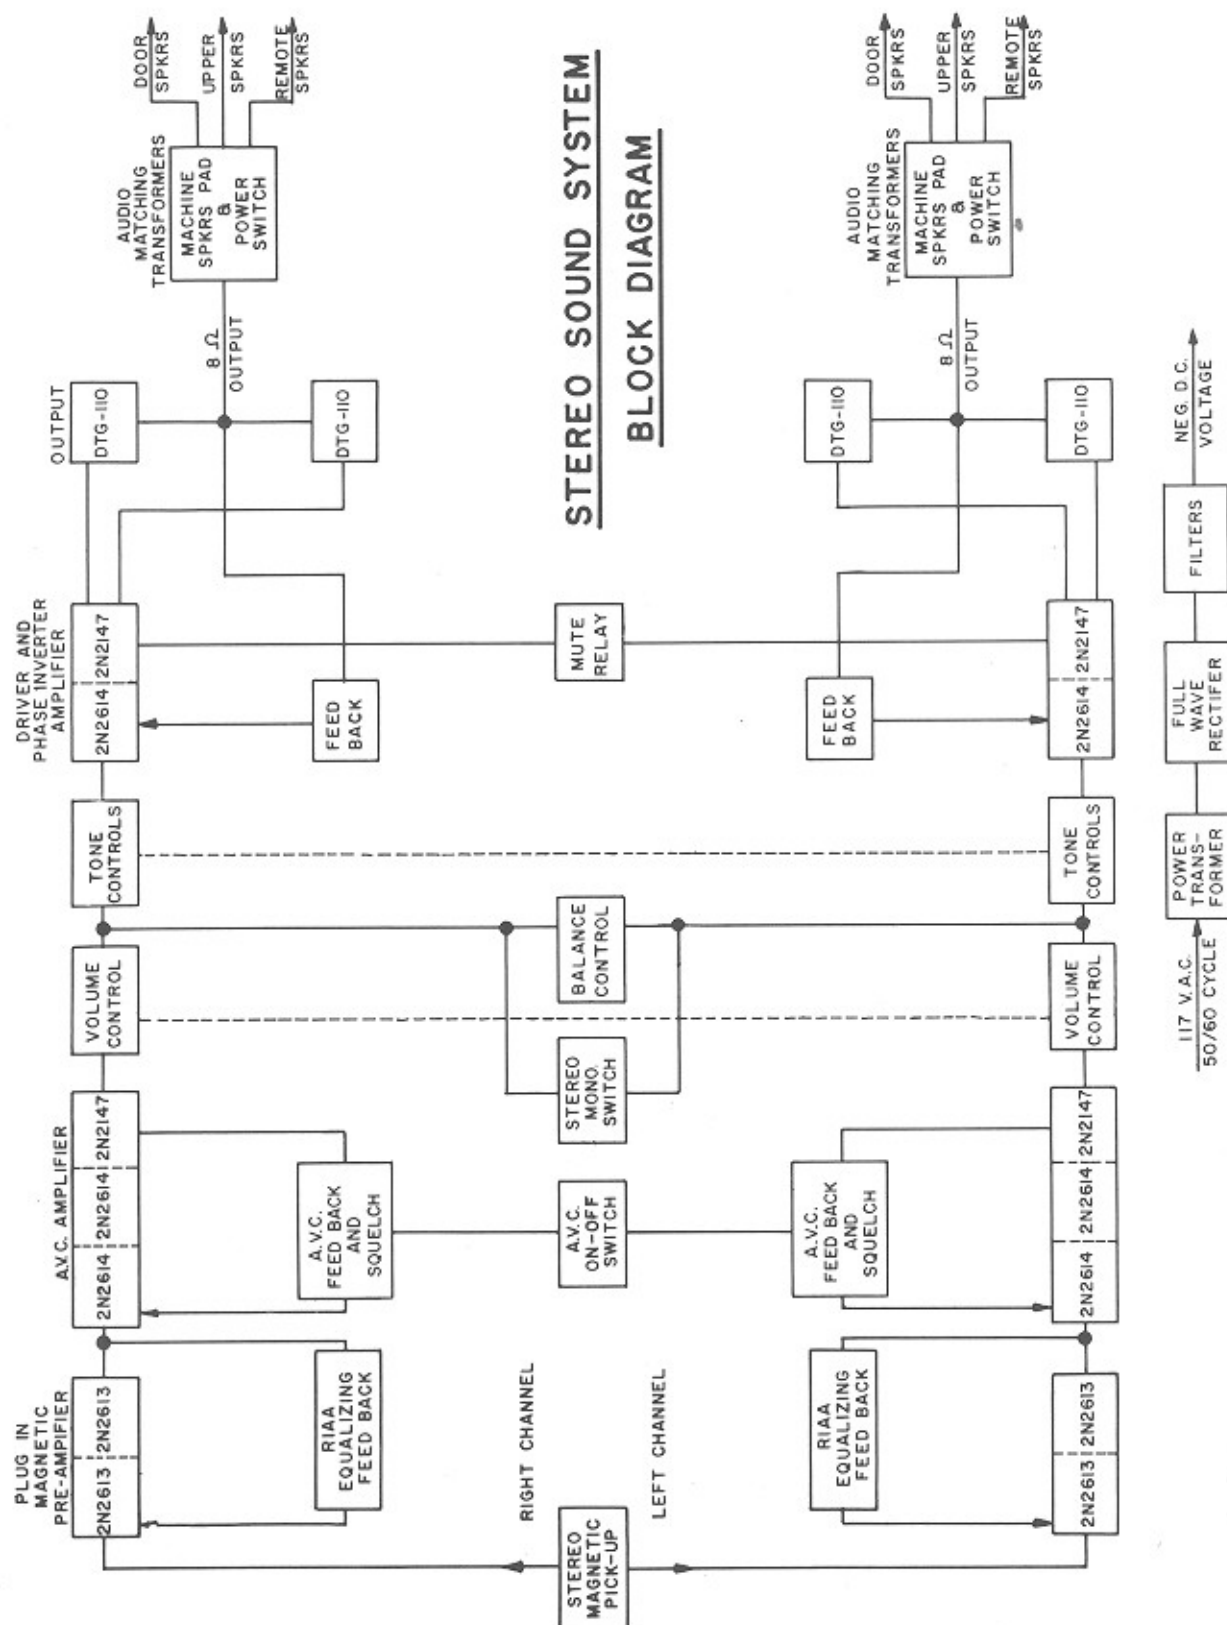 PLUG IN
MAGNETIC
PRE-AMPIFIER
2N2613
2N2613
A.V.C. AMPLIFIER
2N2614
2N2614
2N2147
VOLUME
CONTROL
TONE
CONTROLS
DRIVER AND
PHASE INVERTER
AMPLIFIER
2N2614
2N2147
OUTPUT
DTG-110
DTG-110
8 Ω
OUTPUT
AUDIO
MATCHING
TRANSFORMERS
MACHINE
SPKRS PAD
&
POWER
SWITCH
DOOR
SPKRS
UPPER
SPKRS
REMOTE
SPKRS
RIAA
EQUALIZING
FEED BACK
A.V.C.
FEED BACK
AND
SQUELCH
FEED
BACK
RIGHT CHANNEL
STEREO
MAGNETIC
PICK-UP
LEFT CHANNEL
A.V.C.
ON-OFF
SWITCH
STEREO
MONO.
SWITCH
BALANCE
CONTROL
MUTE
RELAY
STEREO SOUND SYSTEM
BLOCK DIAGRAM
RIAA
EQUALIZING
FEED BACK
A.V.C.
FEED BACK
AND
SQUELCH
FEED
BACK
2N2613
2N2613
2N2614
2N2614
2N2147
VOLUME
CONTROL
TONE
CONTROLS
2N2614
2N2147
DTG-110
DTG-110
8 Ω
OUTPUT
AUDIO
MATCHING
TRANSFORMERS
MACHINE
SPKRS PAD
&
POWER
SWITCH
DOOR
SPKRS
UPPER
SPKRS
REMOTE
SPKRS
117 V.A.C.
50/60 CYCLE
POWER
TRANS-
FORMER
FULL
WAVE
RECTIFER
FILTERS
NEG. D.C.
VOLTAGE